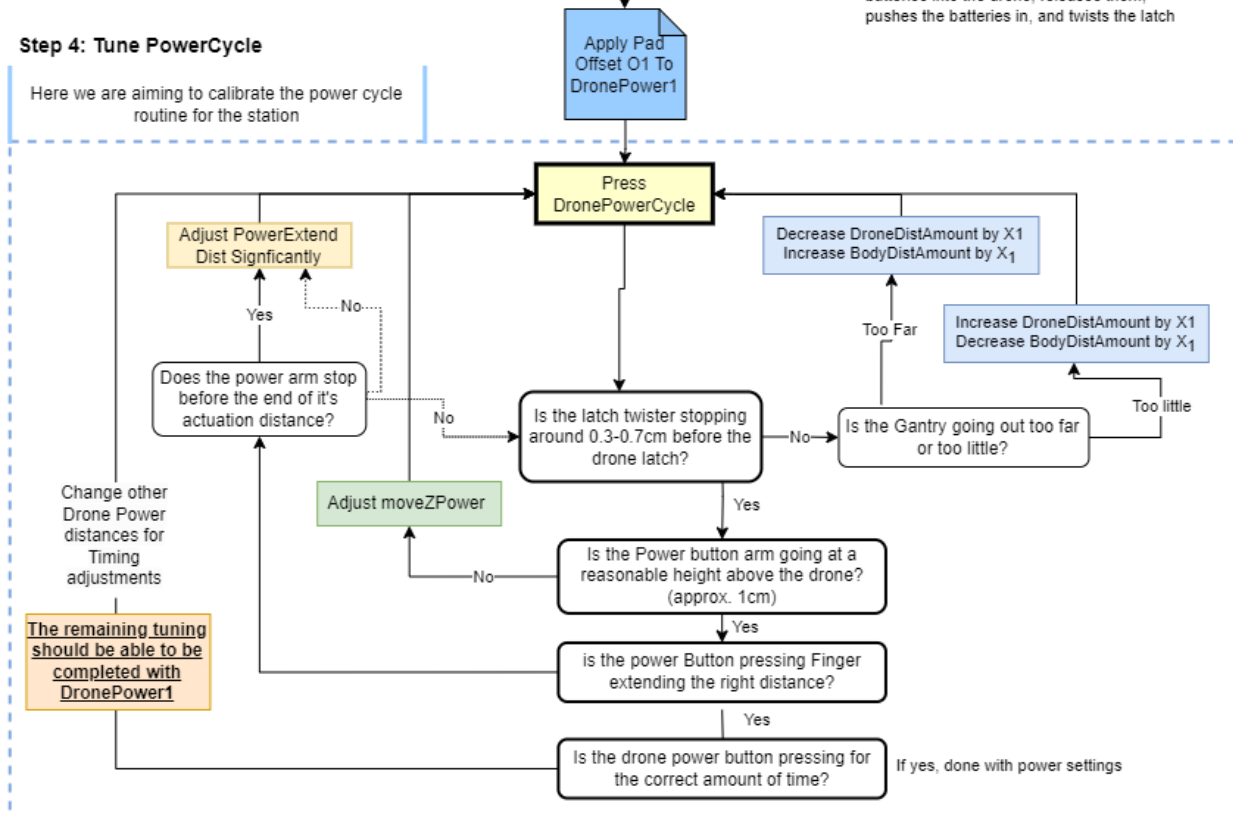 batteries into the drone, releases them,
pushes the batteries in, and twists the latch
Step 4: Tune PowerCycle
Here we are aiming to calibrate the power cycle
routine for the station
Apply Pad
Offset O1 To
DronePower1
Press
DronePowerCycle
Adjust PowerExtend
Dist Signficantly
Decrease DroneDistAmount by X1
Increase BodyDistAmount by X1
Yes
No
Too Far
Increase DroneDistAmount by X1
Decrease BodyDistAmount by X1
Does the power arm stop
before the end of it's
actuation distance?
No
Is the latch twister stopping
around 0.3-0.7cm before the
drone latch?
No
Is the Gantry going out too far
or too little?
Too little
Change other
Drone Power
distances for
Timing
adjustments
Adjust moveZPower
Yes
Is the Power button arm going at a
reasonable height above the drone?
(approx. 1cm)
No
Yes
The remaining tuning
should be able to be
completed with
DronePower1
is the power Button pressing Finger
extending the right distance?
Yes
Is the drone power button pressing for
the correct amount of time?
If yes, done with power settings